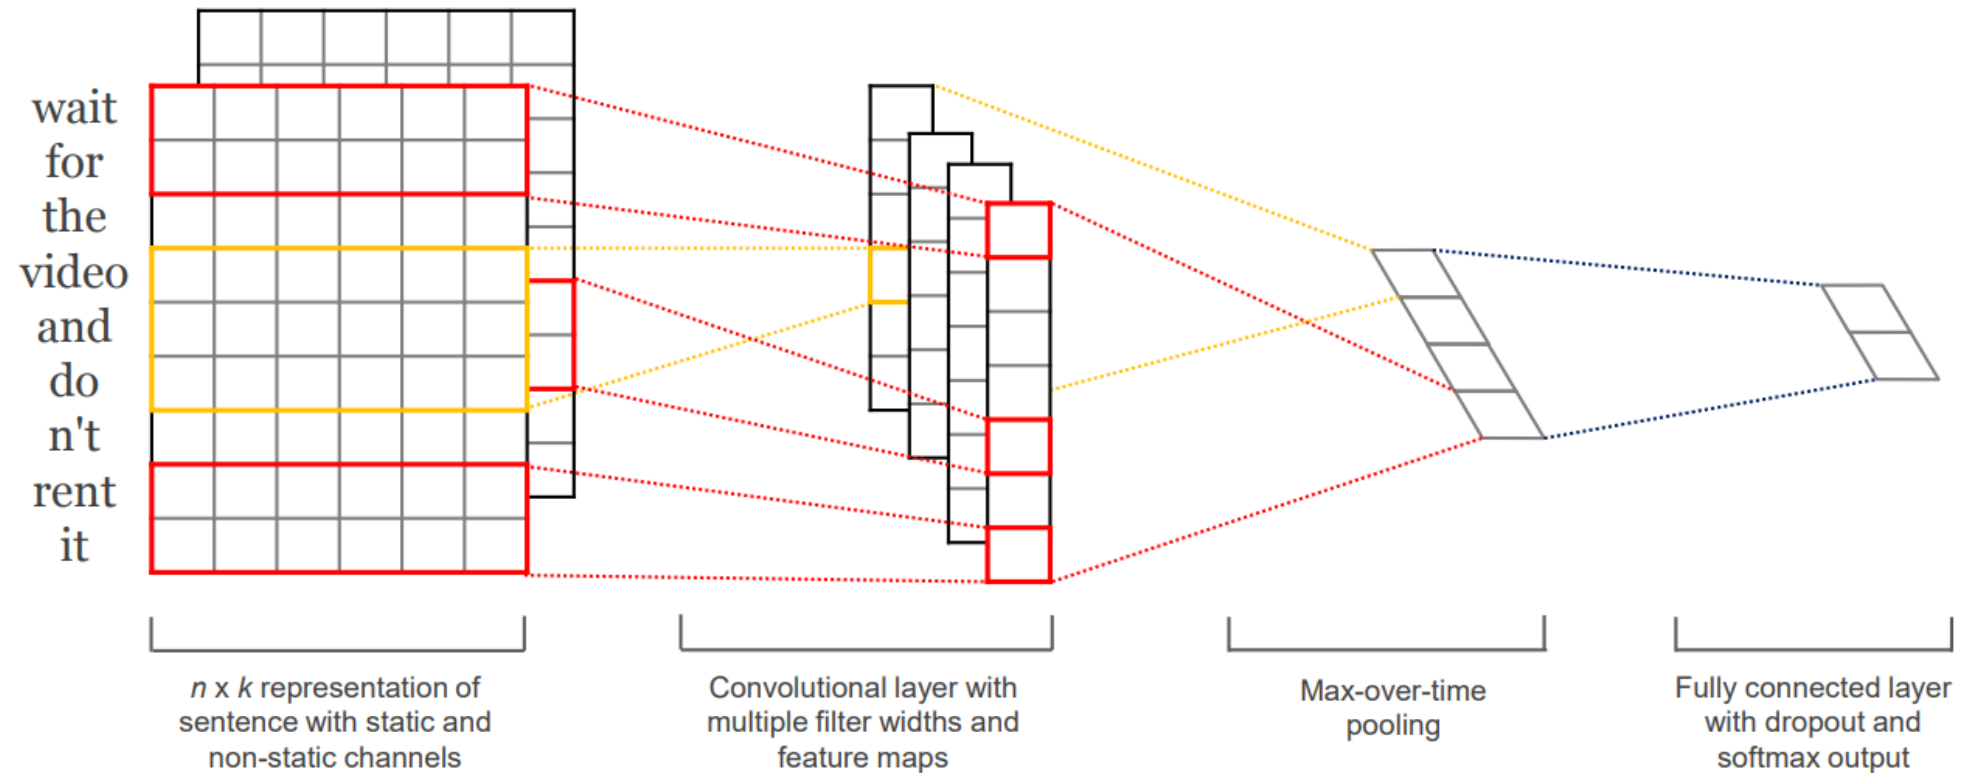 wait
for
the
video
and
do
n't
rent
it
n x k representation of
sentence with static and
non-static channels
Convolutional layer with
multiple filter widths and
feature maps
Max-over-time
pooling
Fully connected layer
with dropout and
softmax output